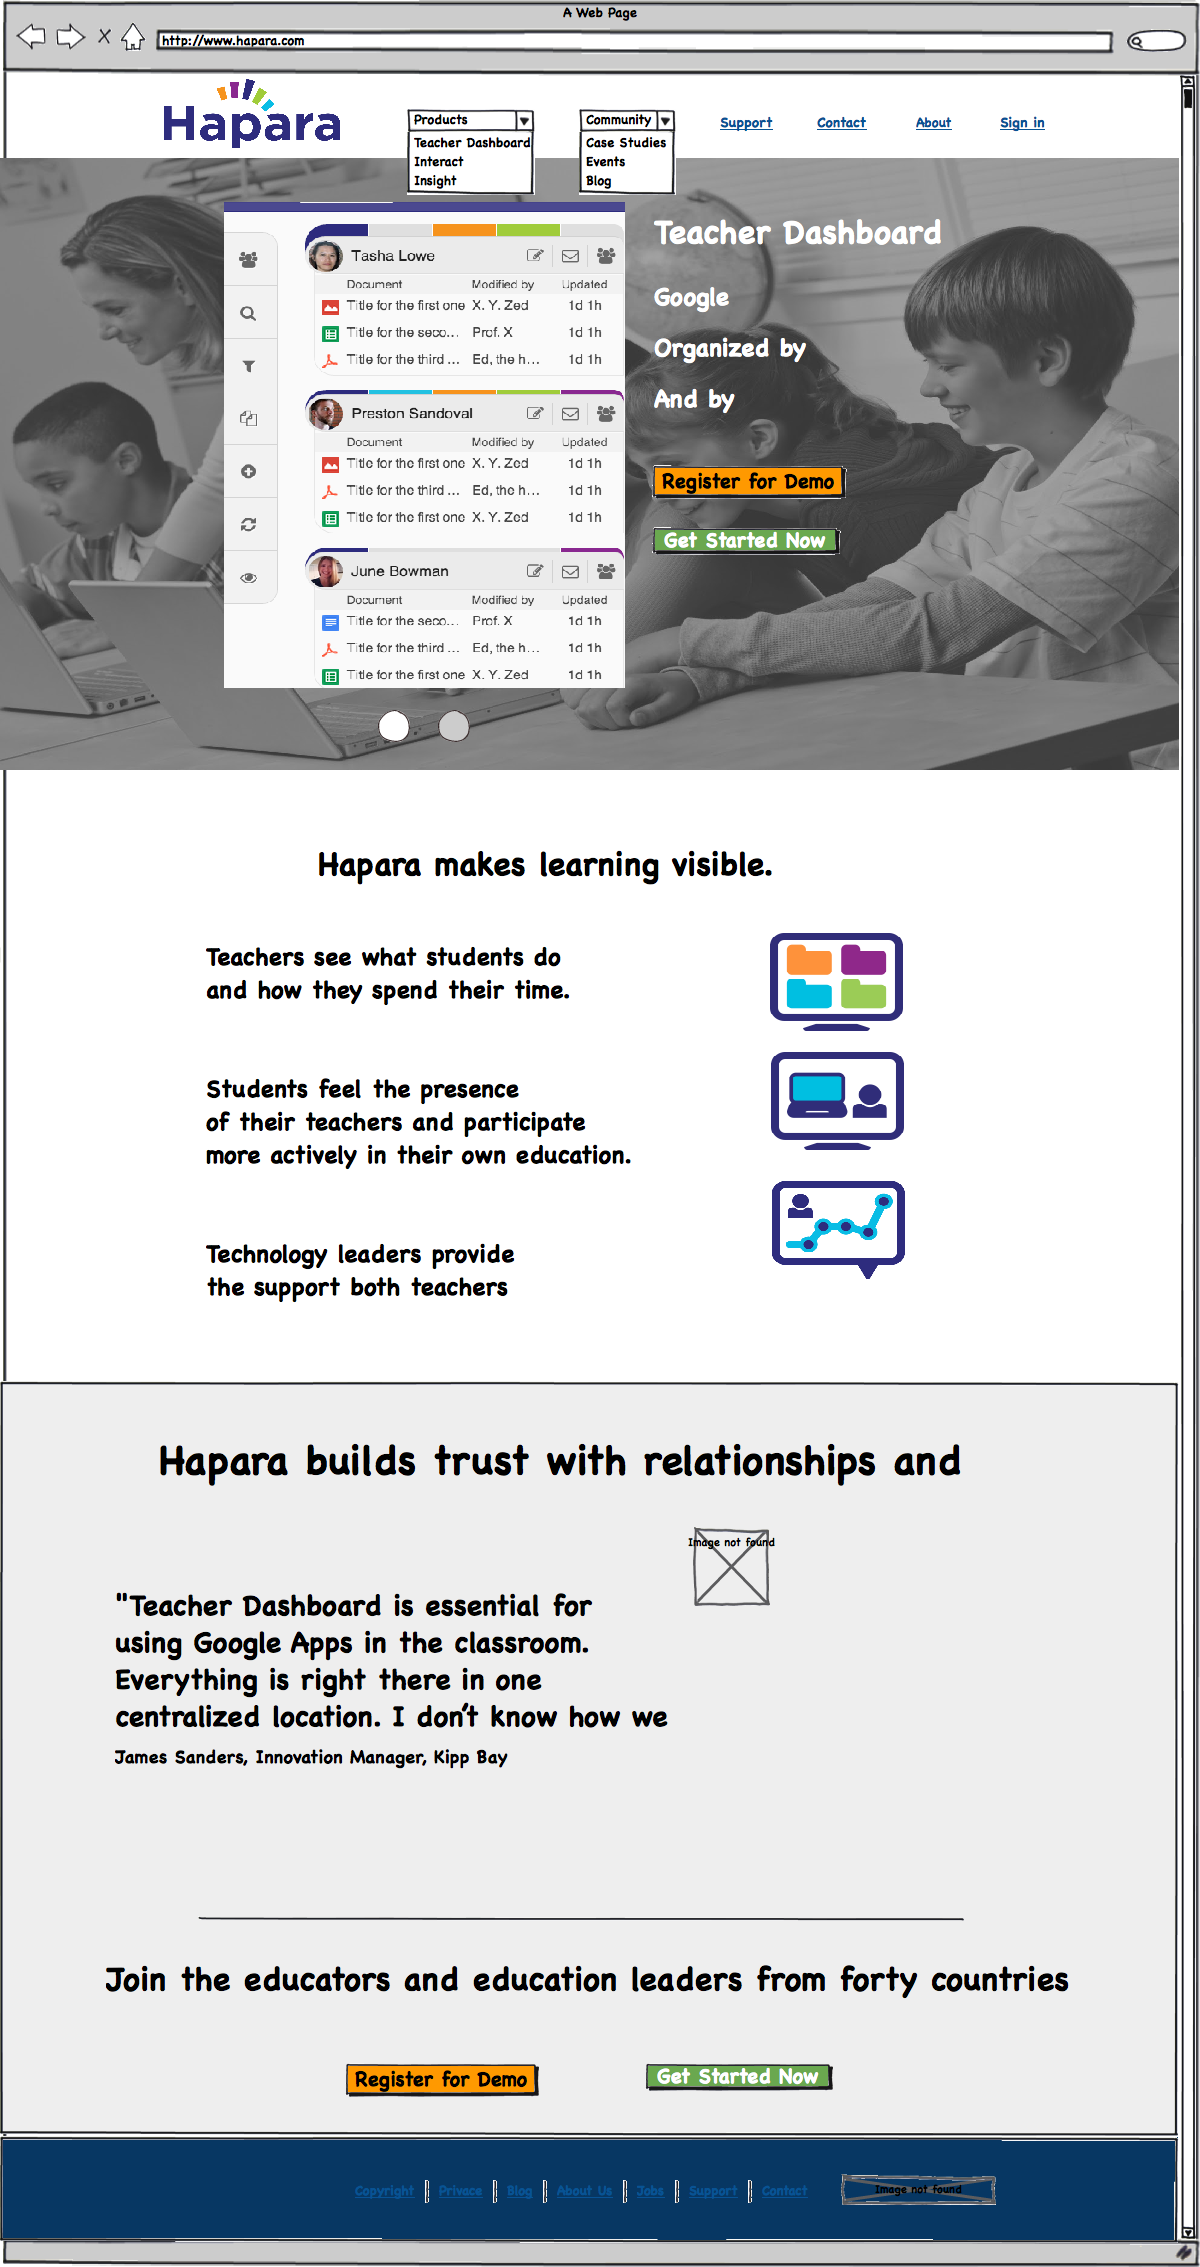 A Web Page
http://www.hapara.com
Hapara
Products
Teacher Dashboard
Interact
Insight
Community
Case Studies
Events
Blog
Support
Contact
About
Sign in
Tasha Lowe
Document Modified by Updated
Title for the first one X. Y. Zed 1d 1h
Title for the seco... Prof. X 1d 1h
Title for the third ... Ed, the h... 1d 1h
Preston Sandoval
Document Modified by Updated
Title for the first one X. Y. Zed 1d 1h
Title for the third ... Ed, the h... 1d 1h
Title for the first one X. Y. Zed 1d 1h
June Bowman
Document Modified by Updated
Title for the seco... Prof. X 1d 1h
Title for the third ... Ed, the h... 1d 1h
Title for the first one X. Y. Zed 1d 1h
Teacher Dashboard
Google
Organized by
And by
Register for Demo
Get Started Now
Hapara makes learning visible.
Teachers see what students do
and how they spend their time.
Students feel the presence
of their teachers and participate
more actively in their own education.
Technology leaders provide
the support both teachers
Hapara builds trust with relationships and
Image not found
"Teacher Dashboard is essential for
using Google Apps in the classroom.
Everything is right there in one
centralized location. I don't know how we
James Sanders, Innovation Manager, Kipp Bay
Join the educators and education leaders from forty countries
Register for Demo
Get Started Now
Copyright Privace Blog About Us Jobs Support Contact
Image not found